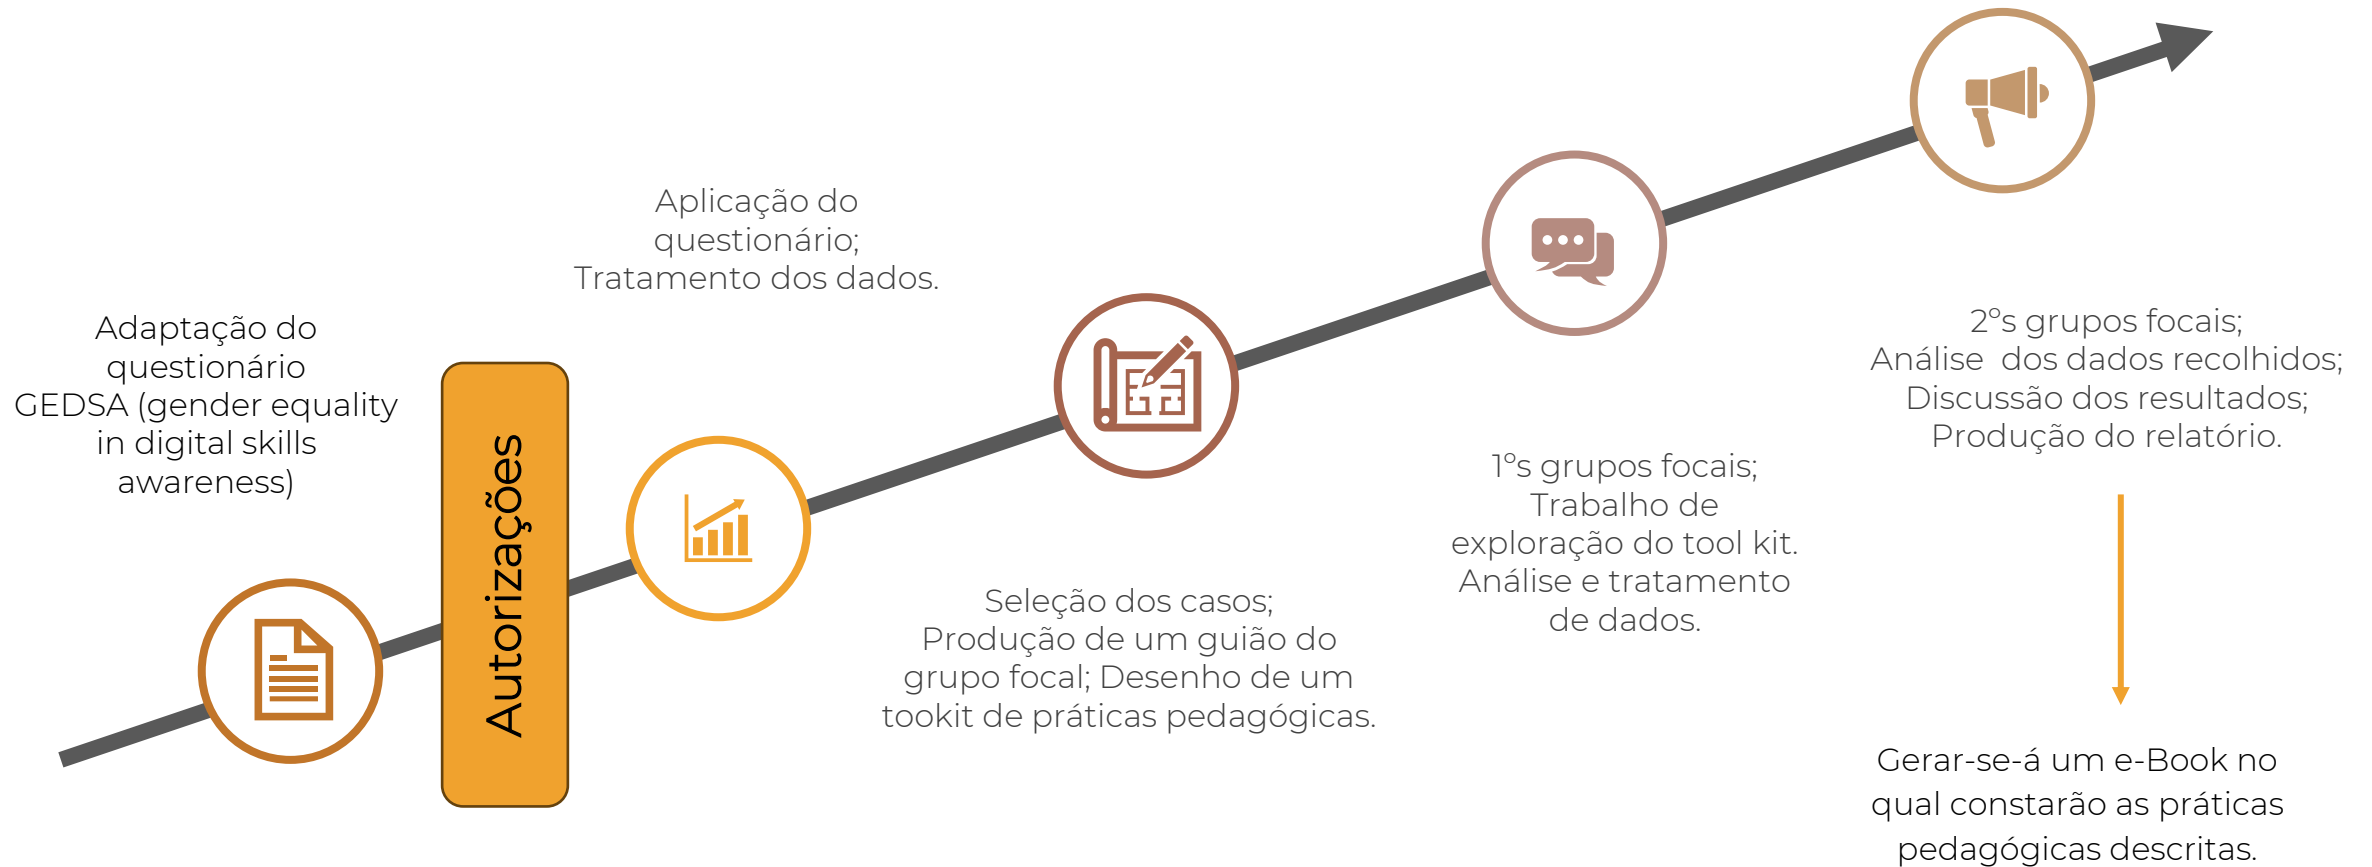 Adaptação do
questionário
GEDSA (gender equality
in digital skills
awareness)
Autorizações
Aplicação do
questionário;
Tratamento dos dados.
Seleção dos casos;
Produção de um guião do
grupo focal; Desenho de um
tookit de práticas pedagógicas.
1ºs grupos focais;
Trabalho de
exploração do tool kit.
Análise e tratamento
de dados.
2ºs grupos focais;
Análise  dos dados recolhidos;
Discussão dos resultados;
Produção do relatório.
Gerar-se-á um e-Book no
qual constarão as práticas
pedagógicas descritas.